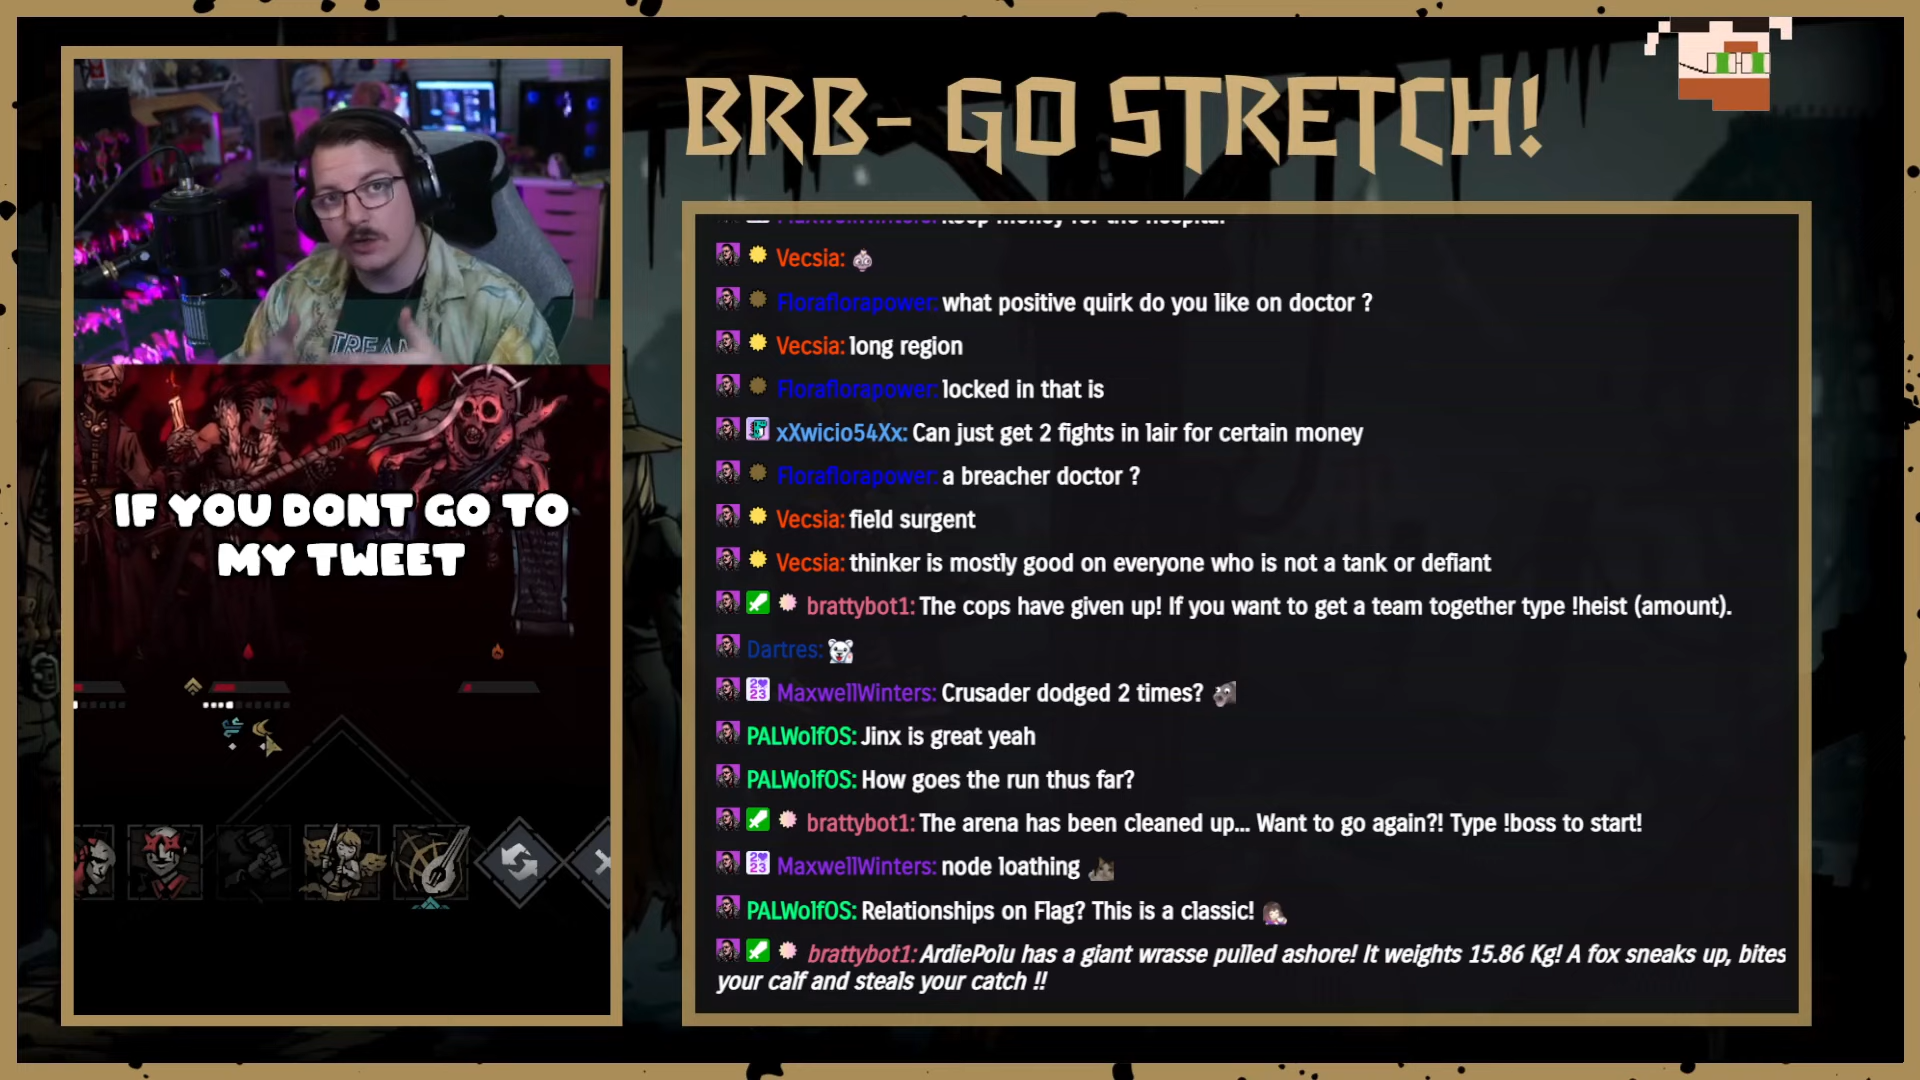 BRB- GO STRETCH!
MaxwellWinters: keep money for the hospital.
Vecsia:
Floraflorapower: what positive quirk do you like on doctor ?
Vecsia: long region
Floraflorapower: locked in that is
xXwicio54Xx: Can just get 2 fights in lair for certain money
Floraflorapower: a breacher doctor ?
Vecsia: field surgent
Vecsia: thinker is mostly good on everyone who is not a tank or defiant
brattybot1: The cops have given up! If you want to get a team together type !heist (amount).
Dartres:
MaxwellWinters: Crusader dodged 2 times?
PALWolfOS: Jinx is great yeah
PALWolfOS: How goes the run thus far?
brattybot1: The arena has been cleaned up... Want to go again?! Type !boss to start!
MaxwellWinters: node loathing
PALWolfOS: Relationships on Flag? This is a classic!
brattybot1: ArdiePolu has a giant wrasse pulled ashore! It weights 15.86 Kg! A fox sneaks up, bites
your calf and steals your catch !!
IF YOU DONT GO TO
MY TWEET